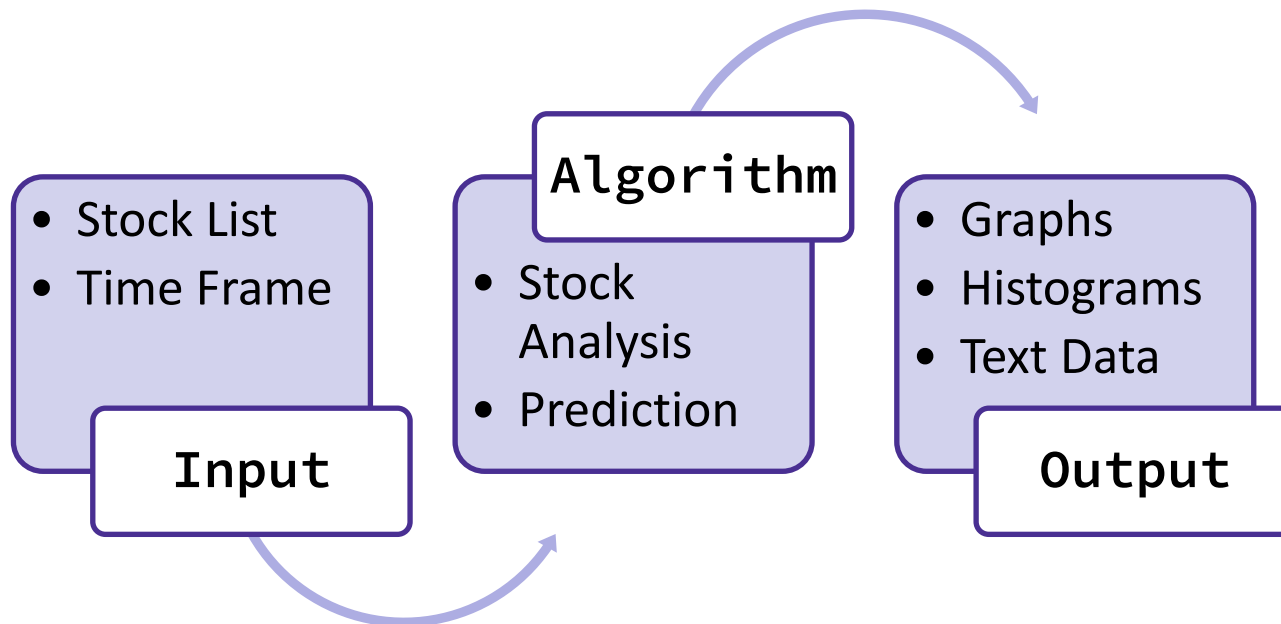 • Stock List
• Time Frame
Input
Algorithm
• Stock
Analysis
• Prediction
• Graphs
• Histograms
• Text Data
Output